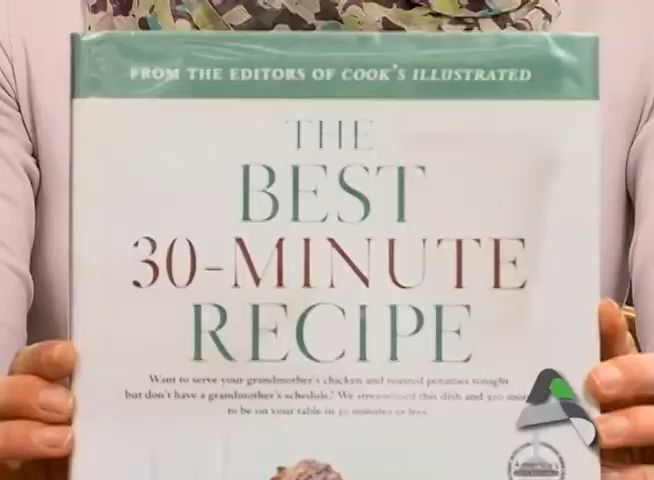 FROM THE EDITORS OF COOK'S ILLUSTRATED
THE
BEST
30-MINUTE
RECIPE
Want to serve your grandmother's chicken and roasted potatoes tonight
but don't have a grandmother's schedule? We streamlined this dish and 300 more
to be on your table in 30 minutes or less